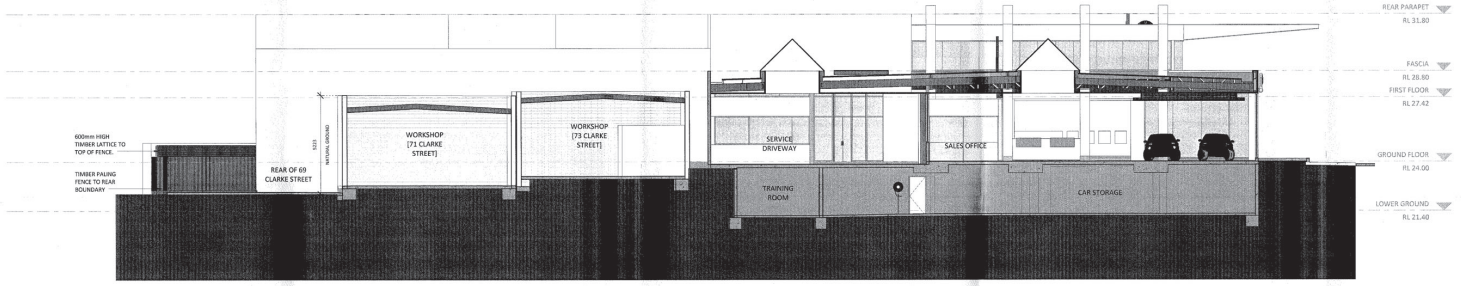 REAR PARAPET
RL 31.80
FASCIA
RL 28.80
FIRST FLOOR
RL 27.42
GROUND FLOOR
RL 24.00
LOWER GROUND
RL 21.40
600mm HIGH
TIMBER LATTICE TO
TOP OF FENCE.
TIMBER PALING
FENCE TO REAR
BOUNDARY
REAR OF 69
CLARKE STREET
5223
NATURAL GROUND
WORKSHOP
[71 CLARKE
STREET]
WORKSHOP
[73 CLARKE
STREET]
SERVICE
DRIVEWAY
SALES OFFICE
TRAINING
ROOM
CAR STORAGE